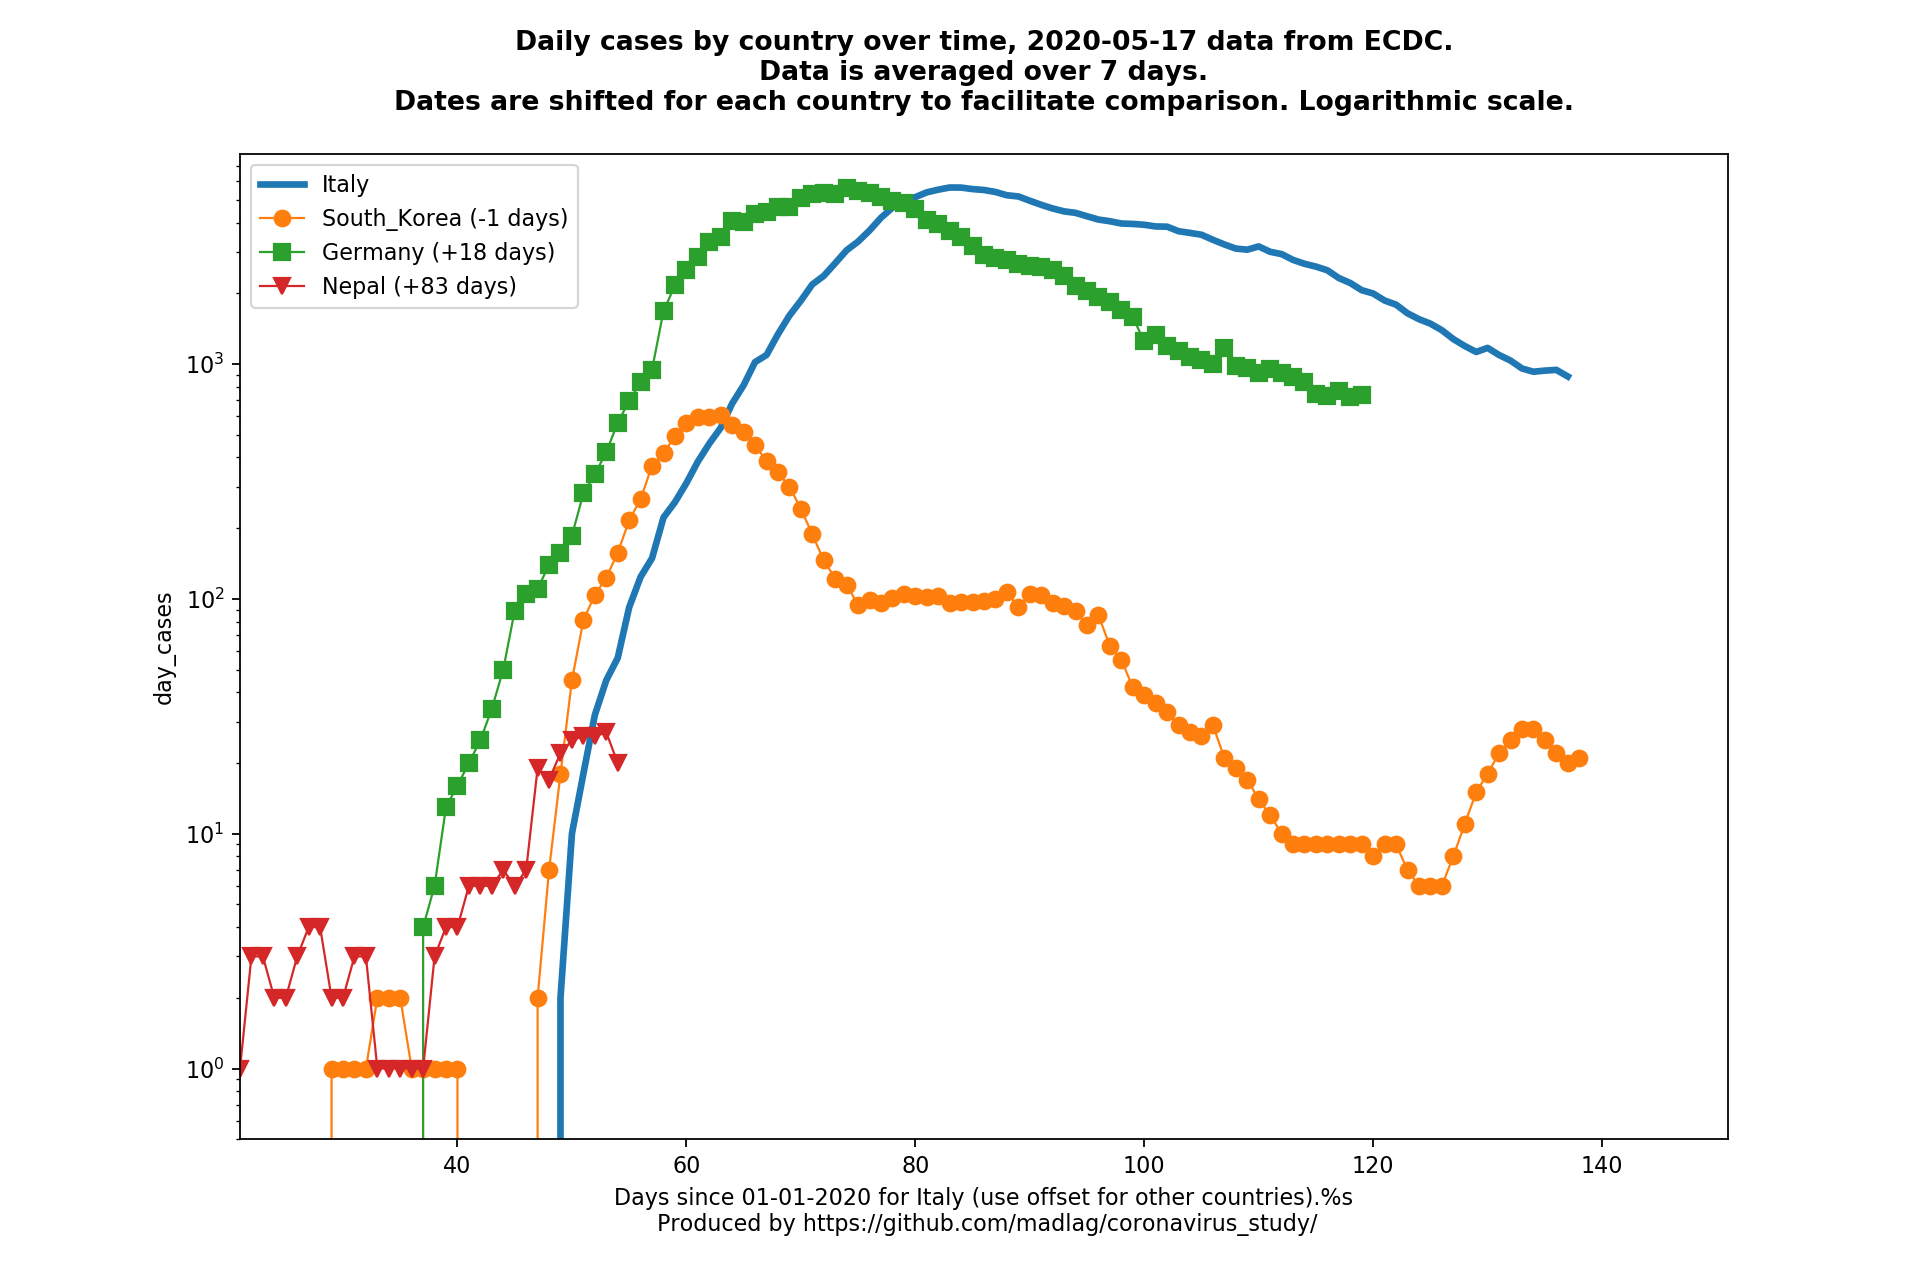 Daily cases by country over time, 2020-05-17 data from ECDC.
Data is averaged over 7 days.
Dates are shifted for each country to facilitate comparison. Logarithmic scale.
Italy
South_Korea (-1 days)
Germany (+18 days)
Nepal (+83 days)
day_cases
10³
10²
10¹
10⁰
40 60 80 100 120 140
Days since 01-01-2020 for Italy (use offset for other countries).%s
Produced by https://github.com/madlag/coronavirus_study/